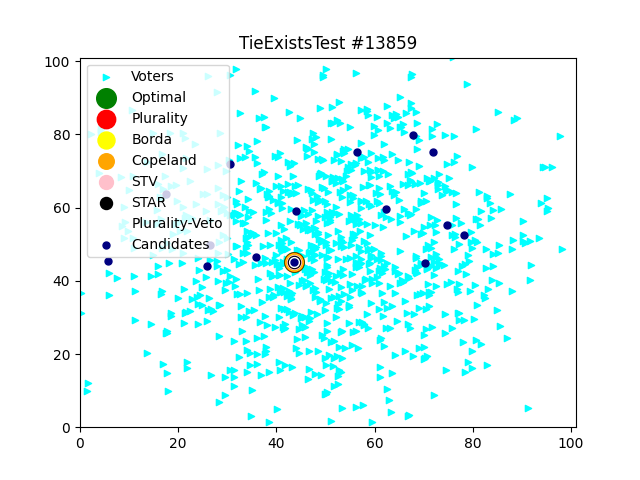 TieExistsTest #13859
100
80
60
40
20
0
Voters
Optimal
Plurality
Borda
Copeland
STV
STAR
Plurality-Veto
Candidates
0 20 40 60 80 100